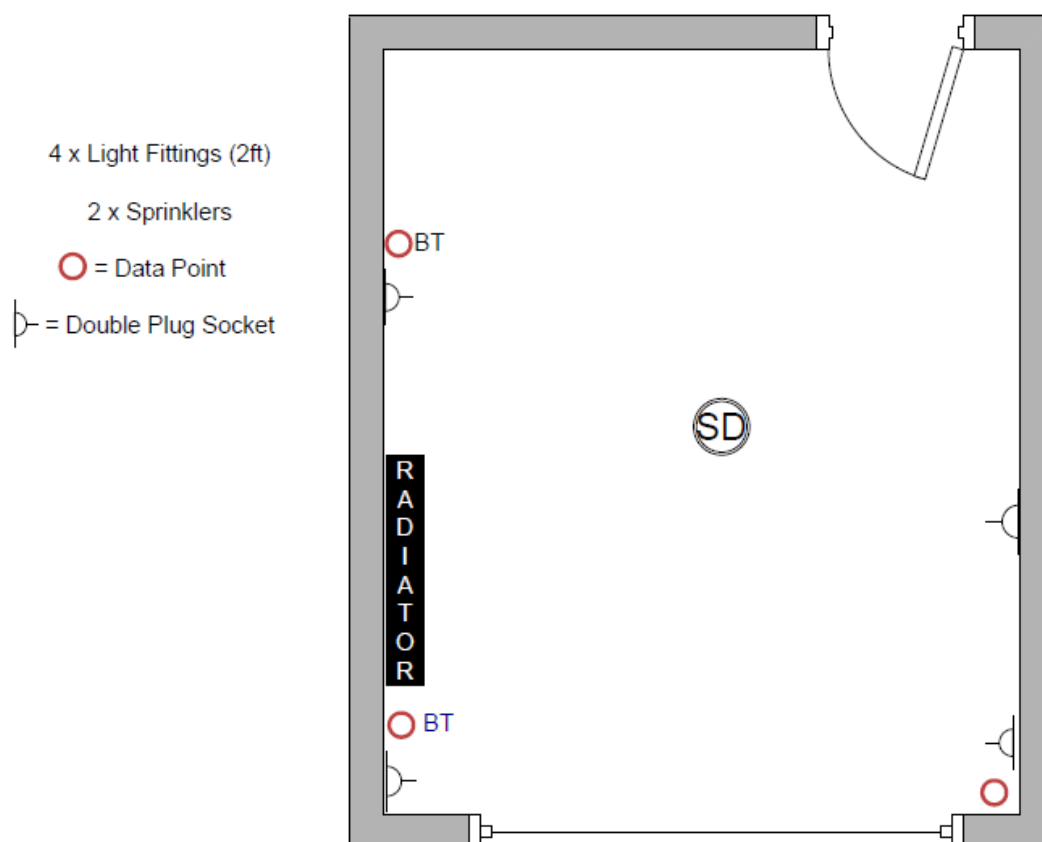 4 x Light Fittings (2ft)
2 x Sprinklers
= Data Point
= Double Plug Socket
BT
SD
RADIATOR
BT